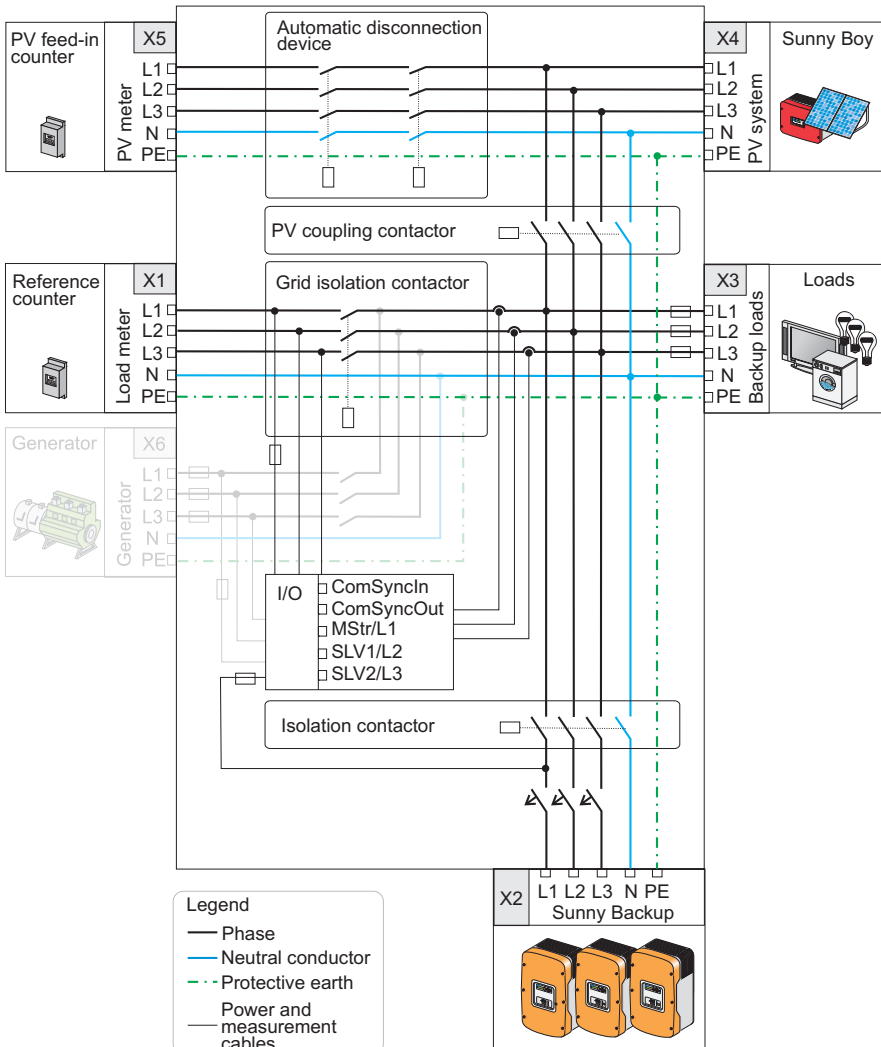 PV feed-in
counter
X5
PV meter
L1
L2
L3
N
PE
Automatic disconnection
device
X4
Sunny Boy
L1
L2
L3
N
PE
PV system
PV coupling contactor
Reference
counter
X1
Load meter
L1
L2
L3
N
PE
Grid isolation contactor
X3
Loads
L1
L2
L3
N
PE
Backup loads
Generator
X6
Generator
L1
L2
L3
N
PE
I/O
ComSyncIn
ComSyncOut
MStr/L1
SLV1/L2
SLV2/L3
Isolation contactor
X2
L1 L2 L3 N PE
Sunny Backup
Legend
Phase
Neutral conductor
Protective earth
Power and
measurement
cables